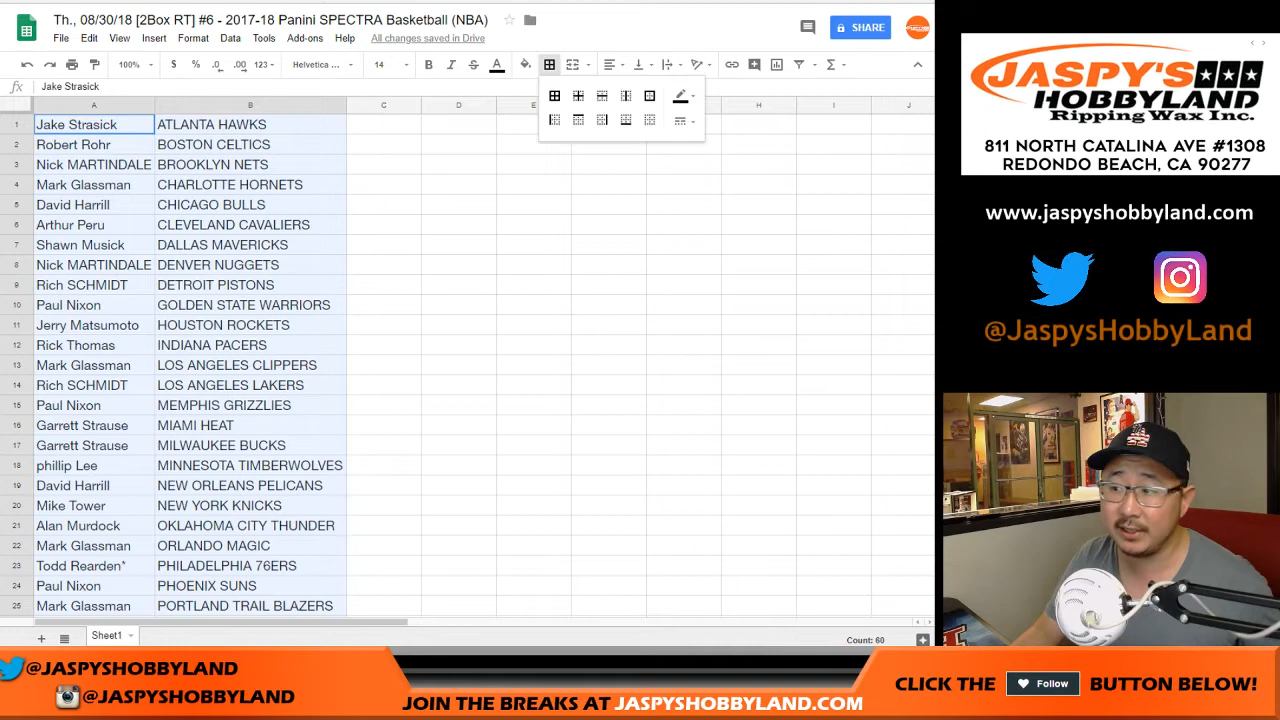 Th., 08/30/18 [2Box RT] #6 - 2017-18 Panini SPECTRA Basketball (NBA)
File Edit View Insert Format Data Tools Add-ons Help All changes saved in Drive
SHARE
100% $ % .0 .00 123 Helvetica ... 14 B I S A
fx Jake Strasick
A B C D E H I J
1 Jake Strasick ATLANTA HAWKS
2 Robert Rohr BOSTON CELTICS
3 Nick MARTINDALE BROOKLYN NETS
4 Mark Glassman CHARLOTTE HORNETS
5 David Harrill CHICAGO BULLS
6 Arthur Peru CLEVELAND CAVALIERS
7 Shawn Musick DALLAS MAVERICKS
8 Nick MARTINDALE DENVER NUGGETS
9 Rich SCHMIDT DETROIT PISTONS
10 Paul Nixon GOLDEN STATE WARRIORS
11 Jerry Matsumoto HOUSTON ROCKETS
12 Rick Thomas INDIANA PACERS
13 Mark Glassman LOS ANGELES CLIPPERS
14 Rich SCHMIDT LOS ANGELES LAKERS
15 Paul Nixon MEMPHIS GRIZZLIES
16 Garrett Strause MIAMI HEAT
17 Garrett Strause MILWAUKEE BUCKS
18 phillip Lee MINNESOTA TIMBERWOLVES
19 David Harrill NEW ORLEANS PELICANS
20 Mike Tower NEW YORK KNICKS
21 Alan Murdock OKLAHOMA CITY THUNDER
22 Mark Glassman ORLANDO MAGIC
23 Todd Rearden* PHILADELPHIA 76ERS
24 Paul Nixon PHOENIX SUNS
25 Mark Glassman PORTLAND TRAIL BLAZERS
Sheet1
Count: 60
JASPY'S
HOBBYLAND
Ripping Wax Inc.
811 NORTH CATALINA AVE #1308
REDONDO BEACH, CA 90277
www.jaspyshobbyland.com
@JaspysHobbyLand
@JASPYSHOBBYLAND
@JASPYSHOBBYLAND
JOIN THE BREAKS AT JASPYSHOBBYLAND.COM
CLICK THE Follow BUTTON BELOW!